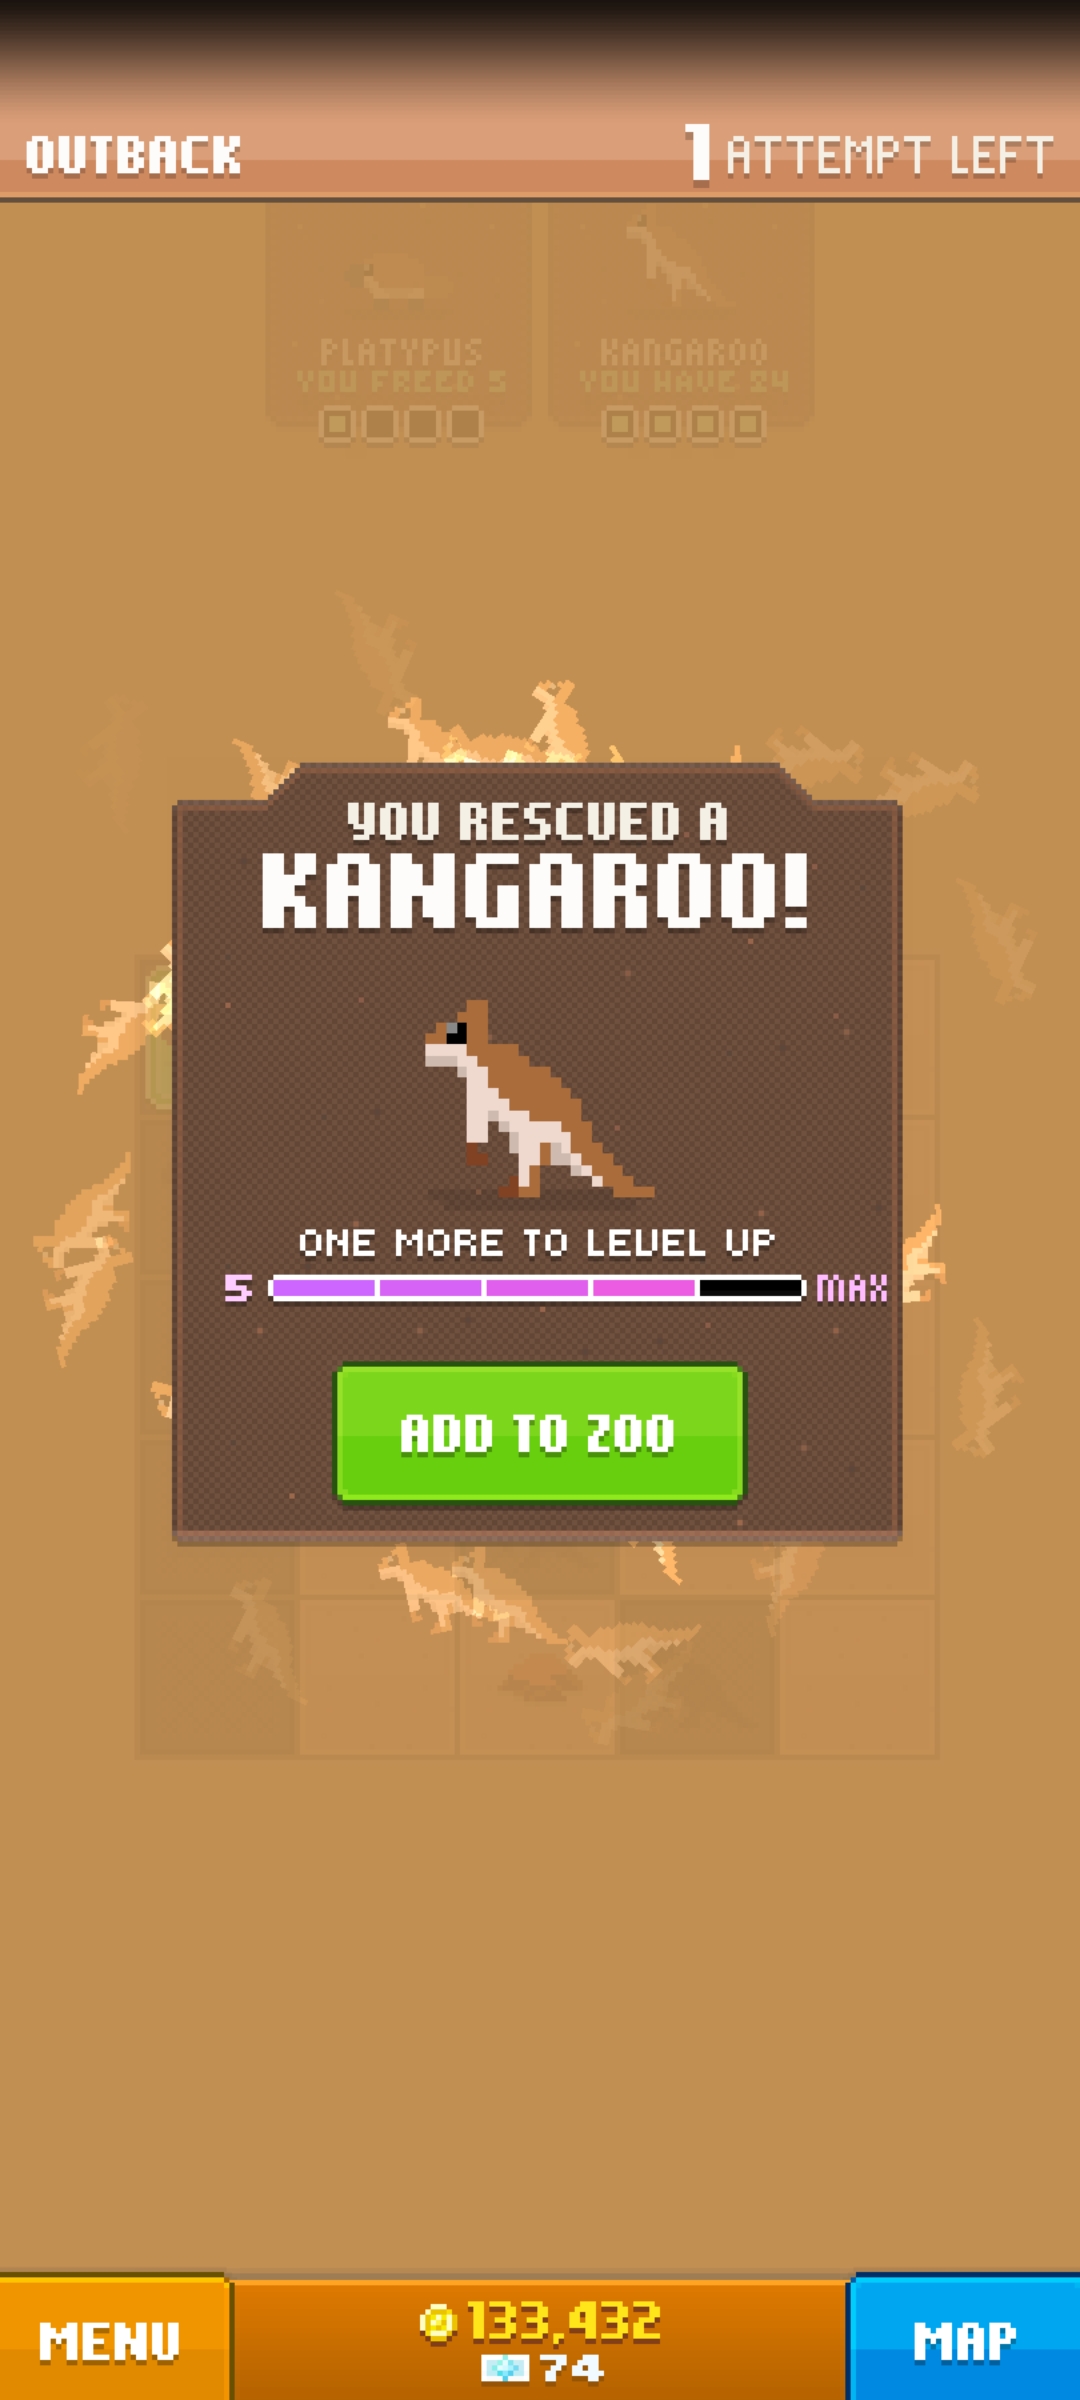 OUTBACK
1 ATTEMPT LEFT
PLATYPUS
YOU FREED 5
KANGAROO
YOU HAVE 24
YOU RESCUED A
KANGAROO!
ONE MORE TO LEVEL UP
5
MAX
ADD TO ZOO
MENU
133,432
74
MAP